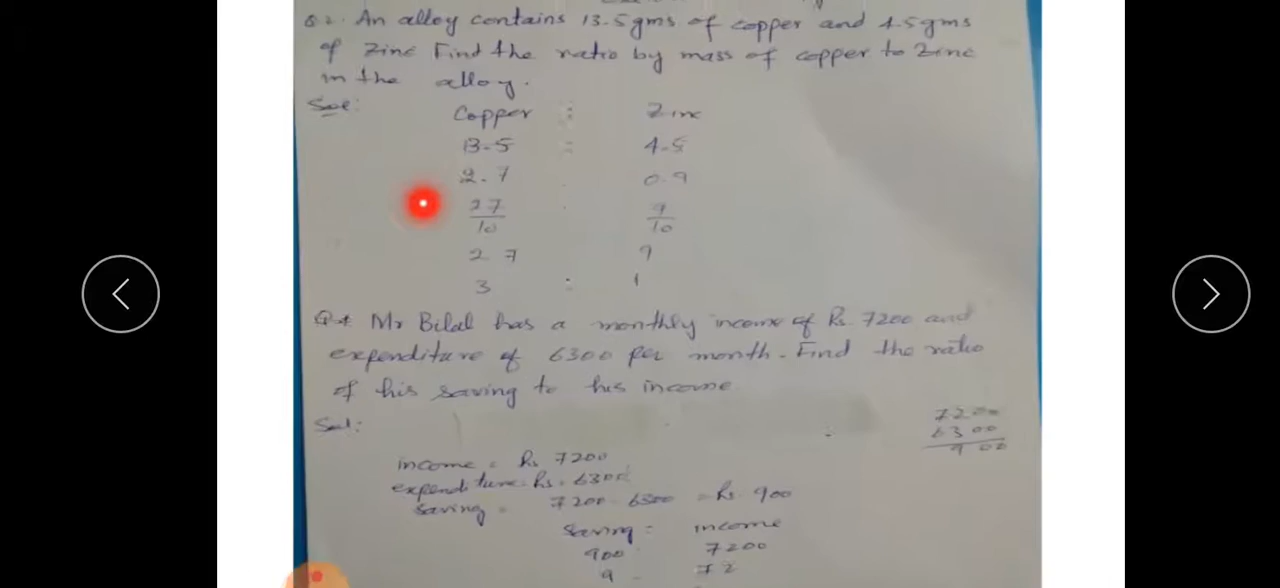 Q2. An alloy contains 13.5gms of copper and 4.5gms
of Zinc Find the ratio by mass of copper to Zinc
in the alloy.
Sol:
Copper : Zinc
13.5 : 4.5
2.7 0.9
27/10 9/10
27 9
3 : 1
Q4 Mr Bilal has a monthly income of Rs. 7200 and
expenditure of 6300 per month. Find the ratio
of his saving to his income
Sol:
7200
6300
900
income = Rs 7200
expenditure = Rs. 6300
Saving = 7200 - 6300 = Rs. 900
Saving : income
900 7200
9 72